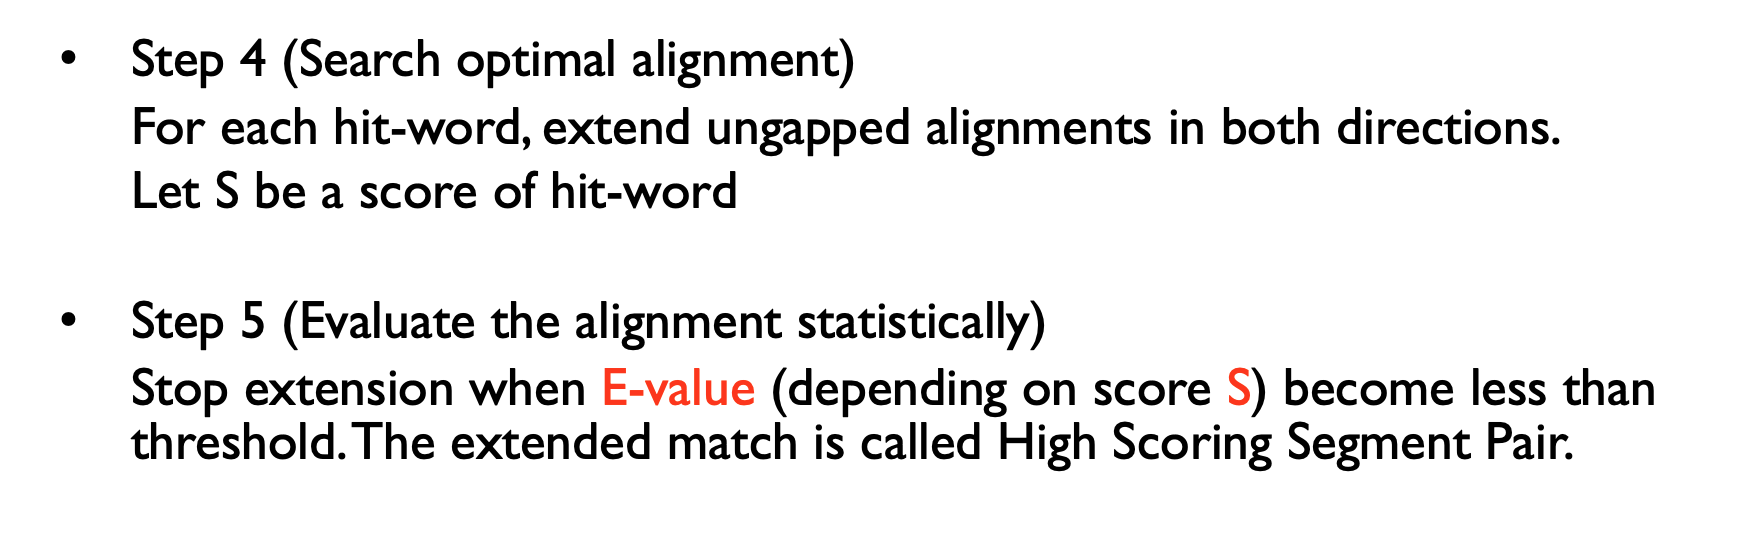 • Step 4 (Search optimal alignment)
For each hit-word, extend ungapped alignments in both directions.
Let S be a score of hit-word
• Step 5 (Evaluate the alignment statistically)
Stop extension when E-value (depending on score S) become less than
threshold. The extended match is called High Scoring Segment Pair.